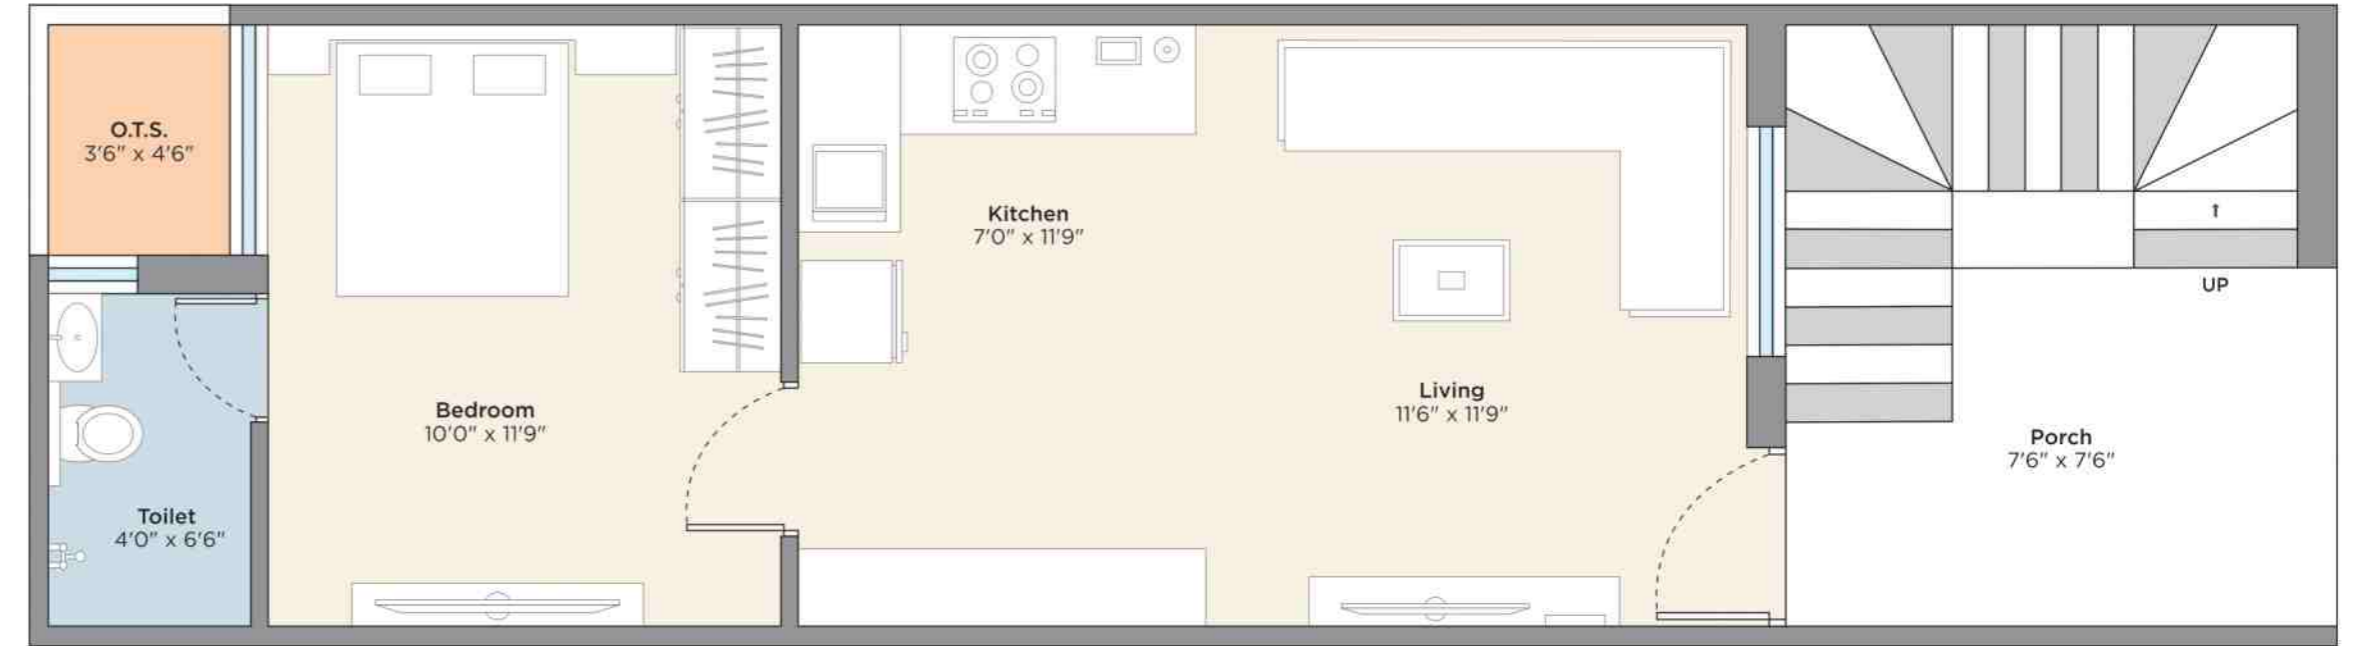 O.T.S.
3'6" x 4'6"
Kitchen
7'0" x 11'9"
UP
Bedroom
10'0" x 11'9"
Living
11'6" x 11'9"
Porch
7'6" x 7'6"
Toilet
4'0" x 6'6"